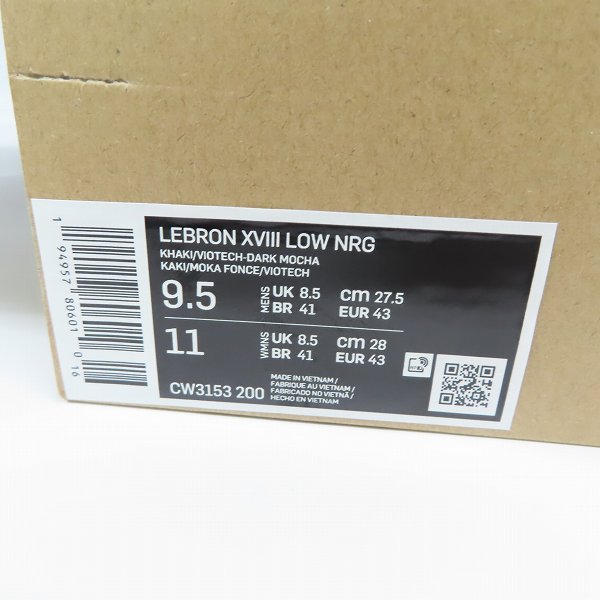 LEBRON XVIII LOW NRG
KHAKI/VIOTECH-DARK MOCHA
KAKI/MOKA FONCE/VIOTECH
9.5 MENS UK 8.5 cm 27.5
BR 41 EUR 43
11 WMNS UK 8.5 cm 28
BR 41 EUR 43
CW3153 200
MADE IN VIETNAM /
FABRIQUE AU VIETNAM /
FABRICADO NO VIETNÃ /
HECHO EN VIETNAM
1 94957 80601 0 16